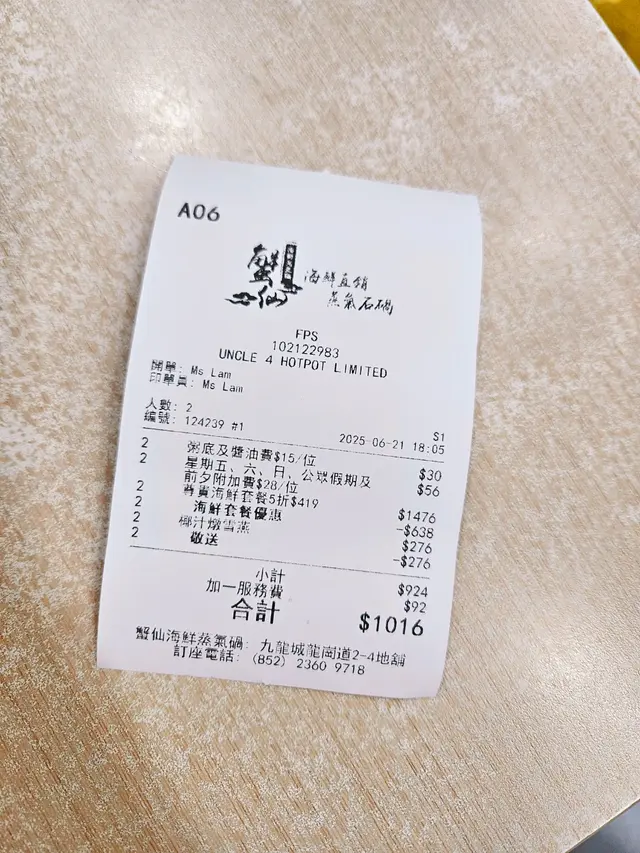 A06
蟹仙
海鮮直銷
蒸氣石鍋
FPS
102122983
UNCLE 4 HOTPOT LIMITED
開單: Ms Lam
印單員: Ms Lam
人數: 2 S1
編號: 124239 #1 2025-06-21 18:05
2 粥底及醬油費$15/位 $30
2 星期五、六、日、公眾假期及 $56
前夕附加費$28/位
2 尊貴海鮮套餐5折$419 $1476
2 海鮮套餐優惠 -$638
2 椰汁燉雪燕 $276
2 敬送 -$276
小計 $924
加一服務費 $92
合計 $1016
蟹仙海鮮蒸氣鍋: 九龍城龍崗道2-4地舖
訂座電話: (852) 2360 9718